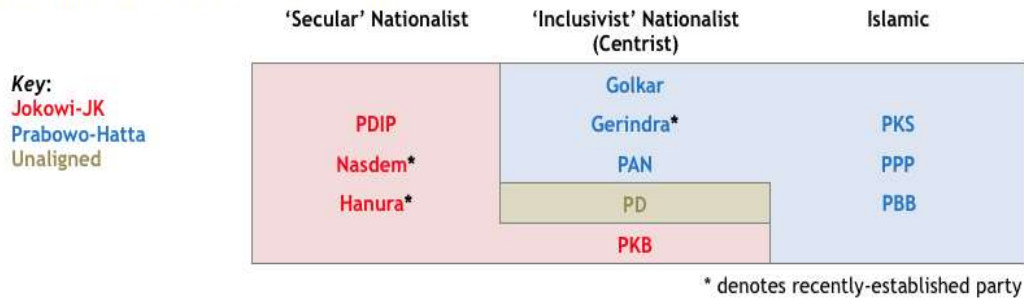 'Secular' Nationalist
'Inclusivist' Nationalist
(Centrist)
Islamic
Key:
Jokowi-JK
Prabowo-Hatta
Unaligned
Golkar
PDIP
Gerindra*
PKS
Nasdem*
PAN
PPP
Hanura*
PD
PBB
PKB
* denotes recently-established party